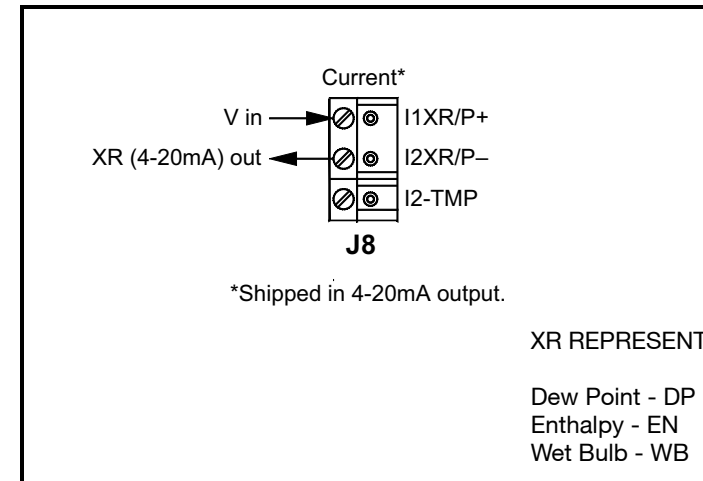 Current*
V in I1XR/P+
XR (4-20mA) out I2XR/P–
I2-TMP
J8
*Shipped in 4-20mA output.
XR REPRESENT
Dew Point - DP
Enthalpy - EN
Wet Bulb - WB